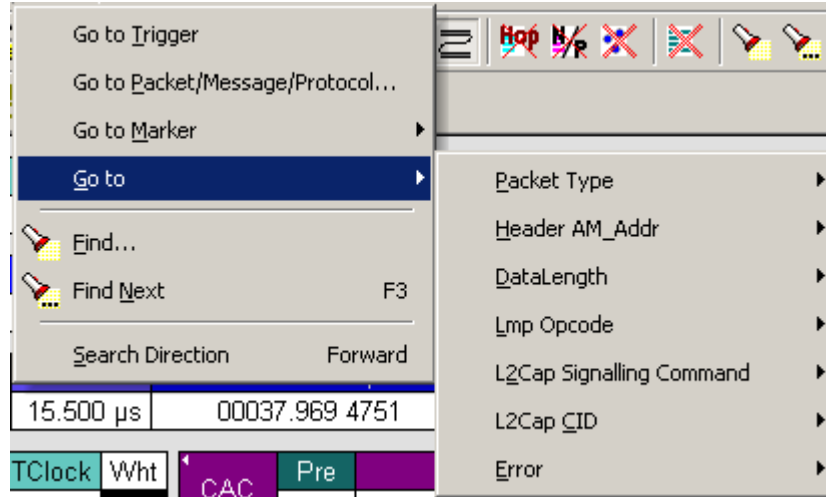 Go to Trigger
Go to Packet/Message/Protocol...
Go to Marker
Go to
Find...
Find Next F3
Search Direction Forward
Hop N/P
Packet Type
Header AM_Addr
DataLength
Lmp Opcode
L2Cap Signalling Command
L2Cap CID
Error
15.500 µs 00037.969 4751
TClock Wht CAC Pre